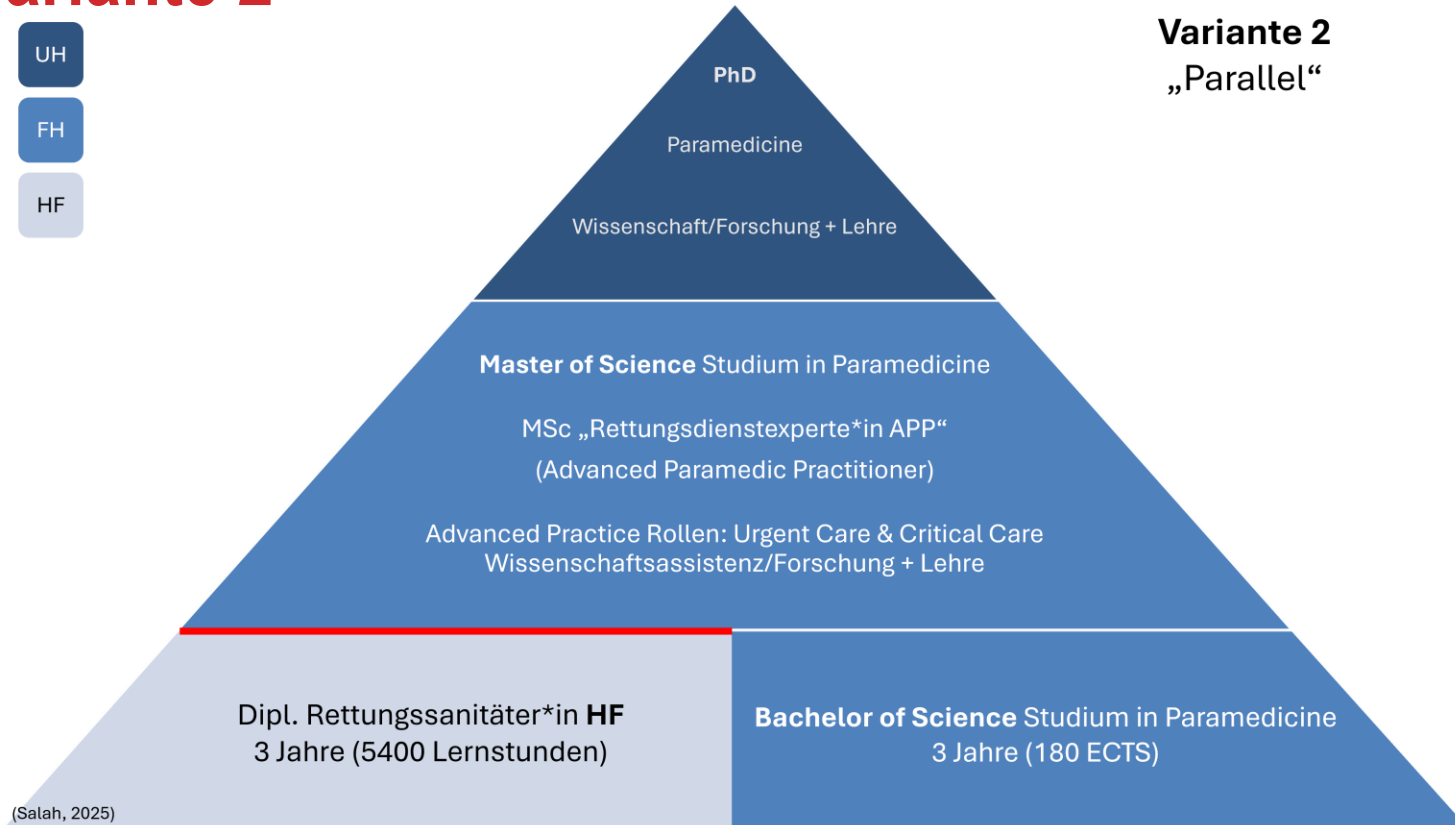 Variante 2
UH
FH
HF
Variante 2
„Parallel“
PhD
Paramedicine
Wissenschaft/Forschung + Lehre
Master of Science Studium in Paramedicine
MSc „Rettungsdienstexperte*in APP“
(Advanced Paramedic Practitioner)
Advanced Practice Rollen: Urgent Care & Critical Care
Wissenschaftsassistenz/Forschung + Lehre
Dipl. Rettungssanitäter*in HF
3 Jahre (5400 Lernstunden)
Bachelor of Science Studium in Paramedicine
3 Jahre (180 ECTS)
(Salah, 2025)